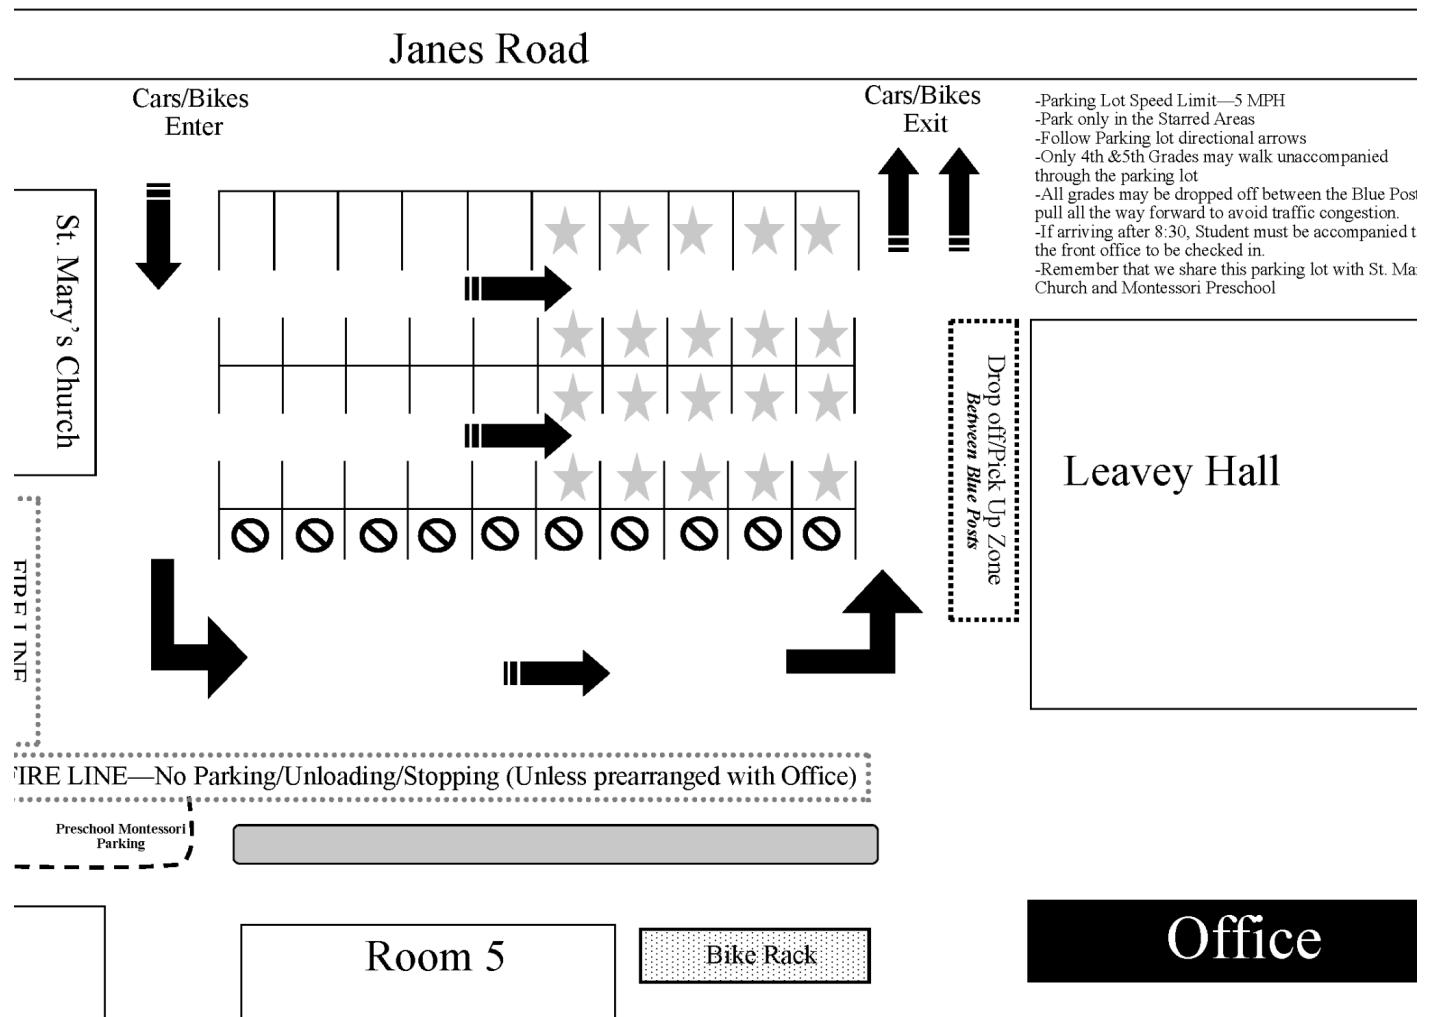 Janes Road
Cars/Bikes
Enter
Cars/Bikes
Exit
-Parking Lot Speed Limit—5 MPH
-Park only in the Starred Areas
-Follow Parking lot directional arrows
-Only 4th &5th Grades may walk unaccompanied
through the parking lot
-All grades may be dropped off between the Blue Post
pull all the way forward to avoid traffic congestion.
-If arriving after 8:30, Student must be accompanied t
the front office to be checked in.
-Remember that we share this parking lot with St. Ma
Church and Montessori Preschool
St. Mary's Church
Drop off/Pick Up Zone
Between Blue Posts
Leavey Hall
FIRE LINE
FIRE LINE—No Parking/Unloading/Stopping (Unless prearranged with Office)
Preschool Montessori
Parking
Room 5
Bike Rack
Office